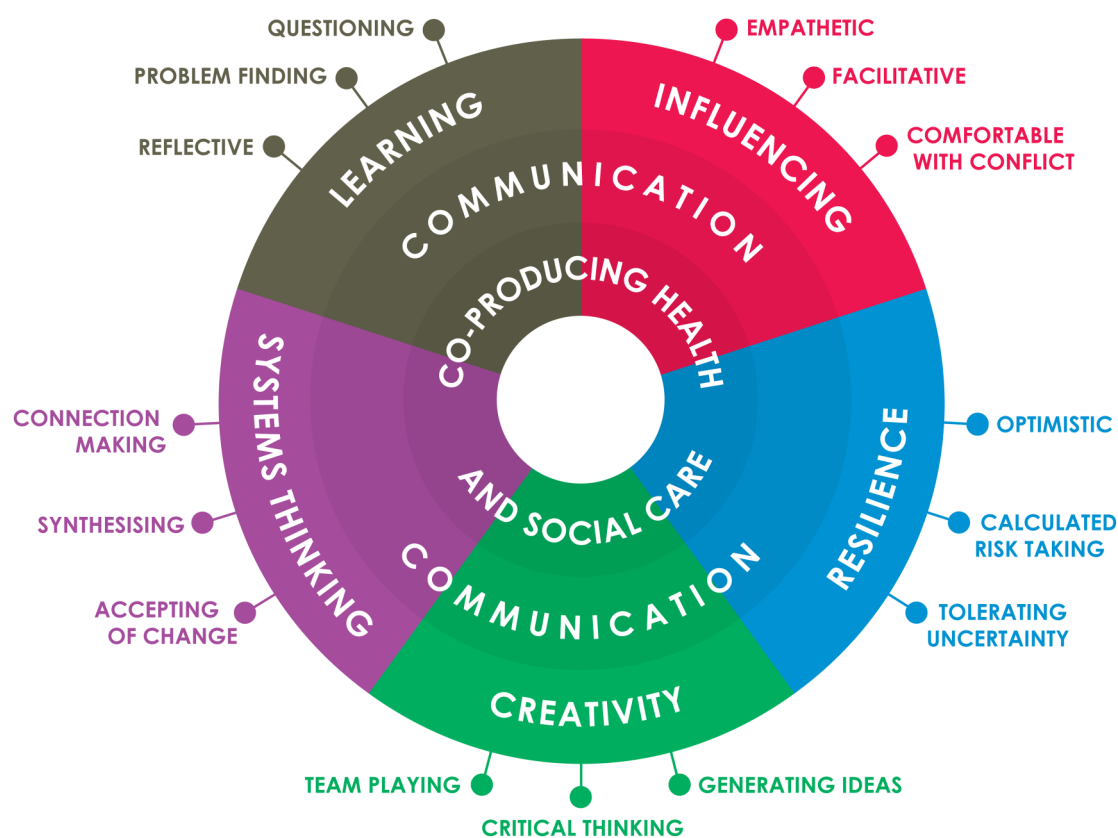 QUESTIONING
PROBLEM FINDING
REFLECTIVE
LEARNING
EMPATHETIC
FACILITATIVE
COMFORTABLE
WITH CONFLICT
INFLUENCING
COMMUNICATION
CO-PRODUCING HEALTH
AND SOCIAL CARE
COMMUNICATION
SYSTEMS THINKING
CONNECTION
MAKING
SYNTHESISING
ACCEPTING
OF CHANGE
RESILIENCE
OPTIMISTIC
CALCULATED
RISK TAKING
TOLERATING
UNCERTAINTY
CREATIVITY
TEAM PLAYING
CRITICAL THINKING
GENERATING IDEAS